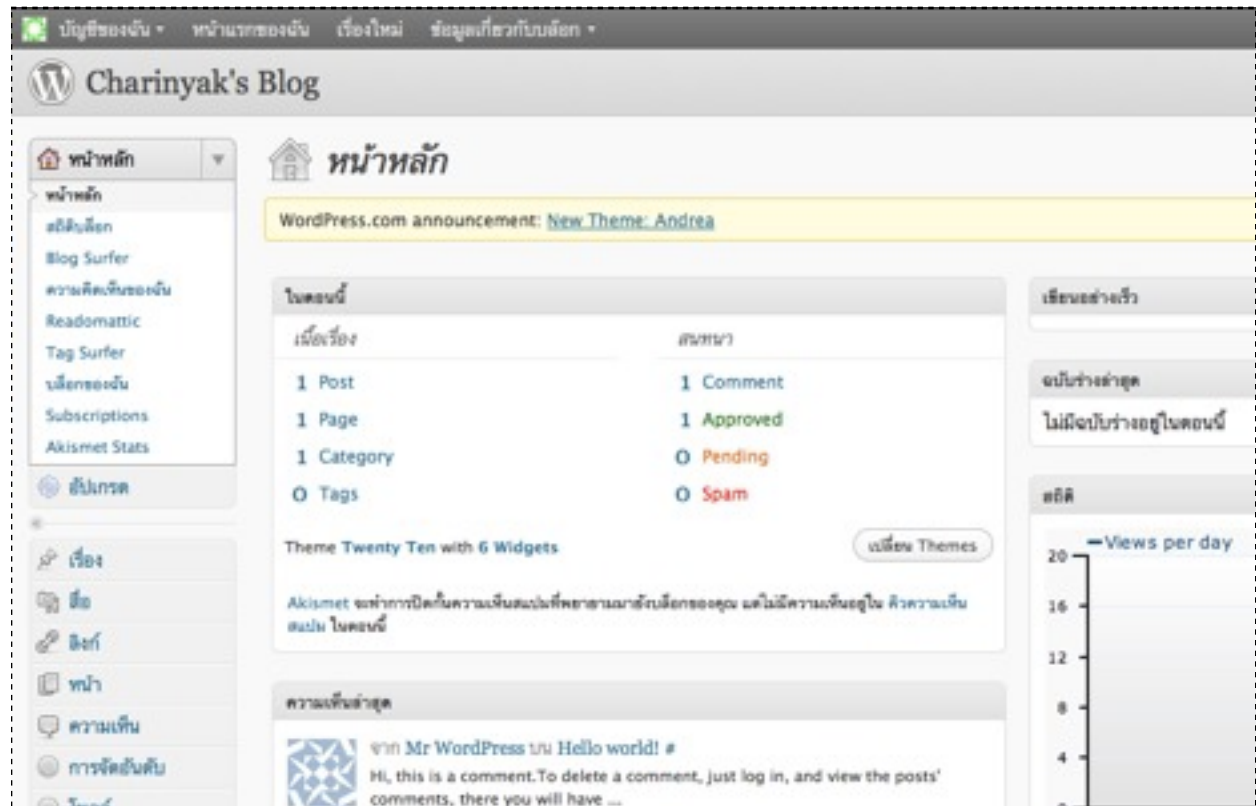 บัญชีของฉัน หน้าแรกของฉัน เรื่องใหม่ ข้อมูลเกี่ยวกับบล็อก
Charinyak's Blog
หน้าหลัก
หน้าหลัก
สถิติบล็อก
Blog Surfer
ความคิดเห็นของฉัน
Readomattic
Tag Surfer
บล็อกของฉัน
Subscriptions
Akismet Stats
อัปเกรด
เรื่อง
สื่อ
ลิงก์
หน้า
ความเห็น
การจัดอันดับ
หน้าหลัก
WordPress.com announcement: New Theme: Andrea
ในตอนนี้
เนื้อเรื่อง
1 Post
1 Page
1 Category
0 Tags
สนทนา
1 Comment
1 Approved
0 Pending
0 Spam
Theme Twenty Ten with 6 Widgets
เปลี่ยน Themes
Akismet จะทำการปิดกั้นความเห็นสแปมที่พยายามมายังบล็อกของคุณ แต่ไม่มีความเห็นอยู่ใน คิวความเห็น
สแปม ในตอนนี้
ความเห็นล่าสุด
จาก Mr WordPress บน Hello world! #
Hi, this is a comment.To delete a comment, just log in, and view the posts'
comments, there you will have ...
เขียนอย่างเร็ว
ฉบับร่างล่าสุด
ไม่มีฉบับร่างอยู่ในตอนนี้
สถิติ
Views per day
20
16
12
8
4